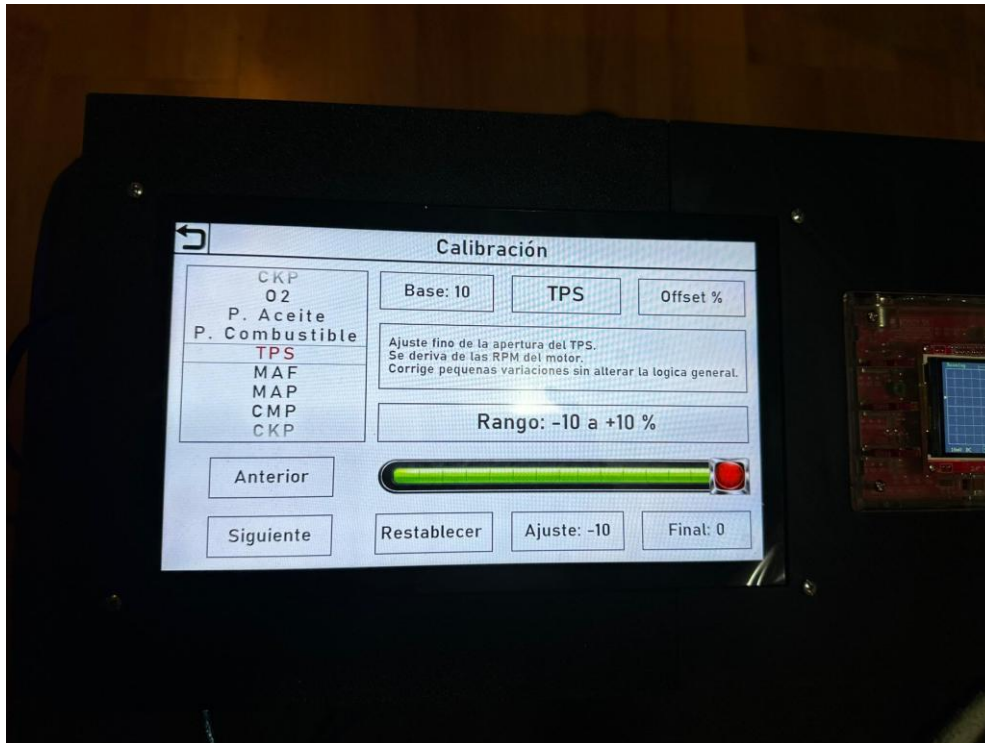 Calibración
CKP
O2
P. Aceite
P. Combustible
TPS
MAF
MAP
CMP
CKP
Base: 10
TPS
Offset %
Ajuste fino de la apertura del TPS.
Se deriva de las RPM del motor.
Corrige pequenas variaciones sin alterar la logica general.
Rango: -10 a +10 %
Anterior
Siguiente
Restablecer
Ajuste: -10
Final: 0